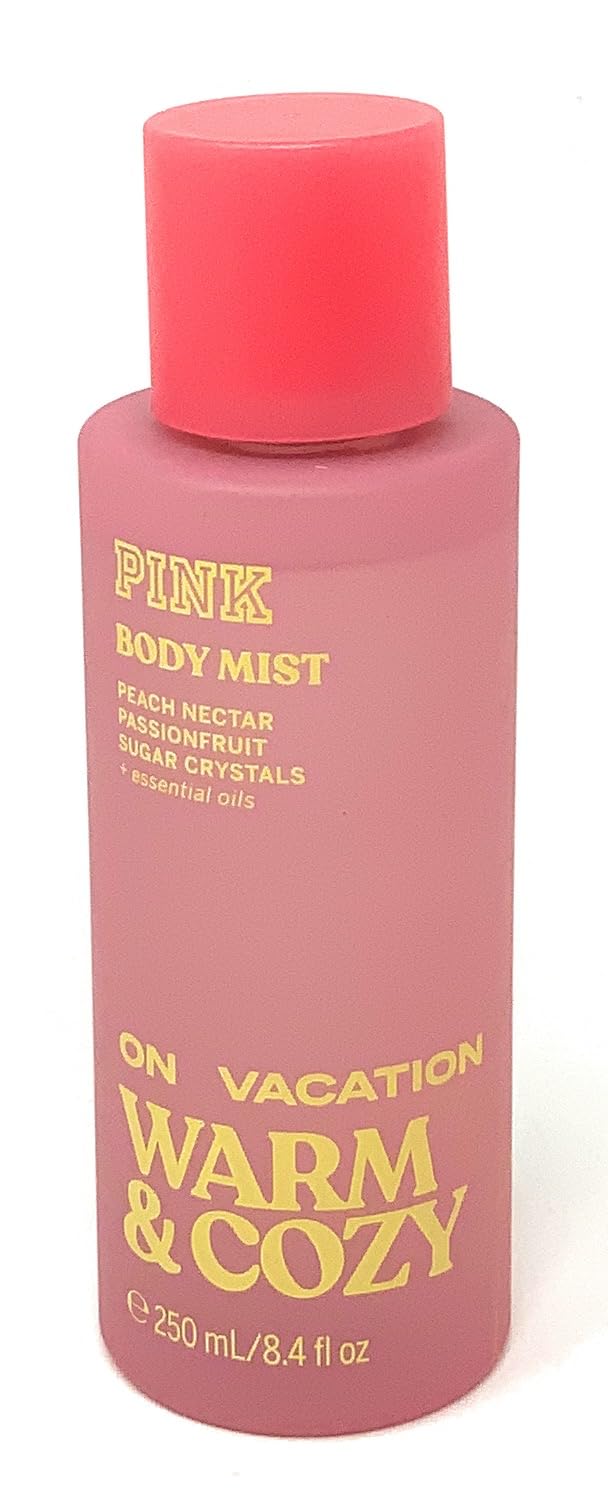 PINK
BODY MIST
PEACH NECTAR
PASSIONFRUIT
SUGAR CRYSTALS
+ essential oils
ON VACATION
WARM
& COZY
℮ 250 mL/8.4 fl oz